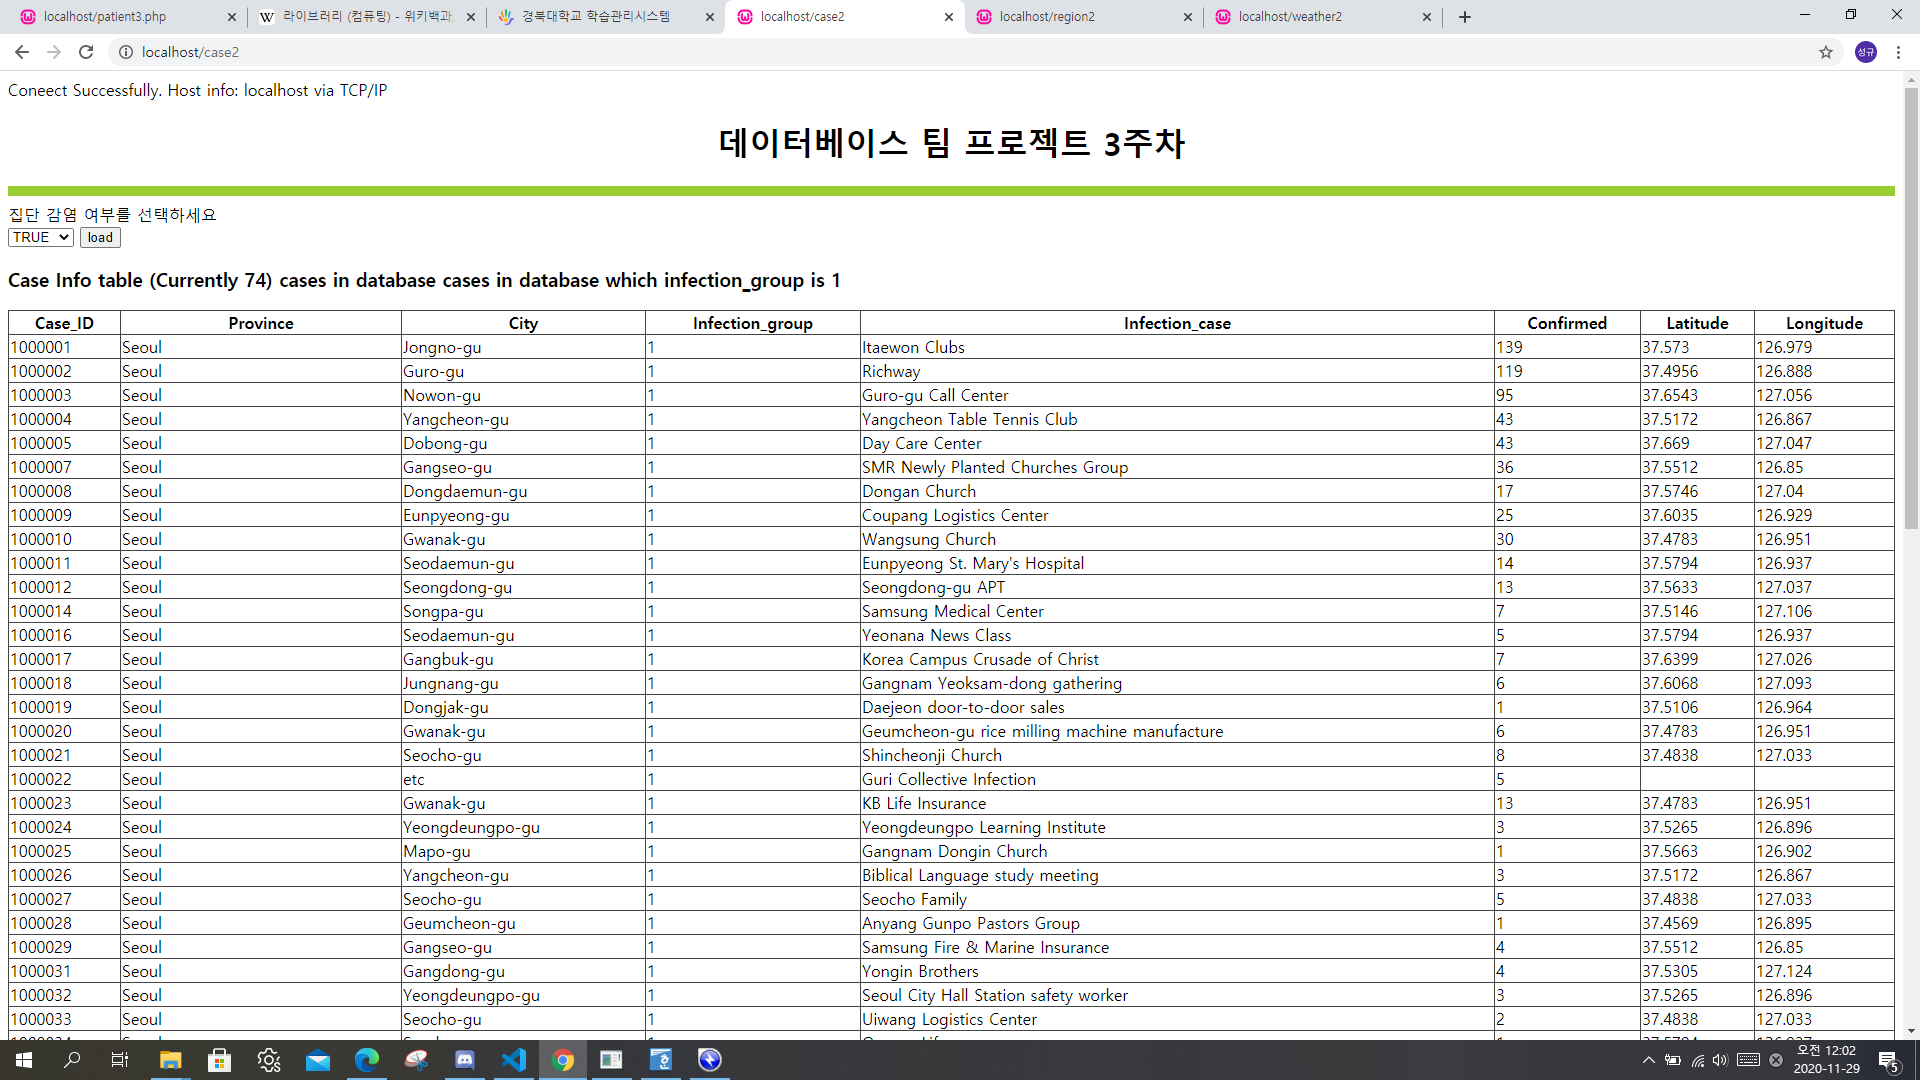 localhost/patient3.php
라이브러리 (컴퓨팅) - 위키백과,
경북대학교 학습관리시스템
localhost/case2
localhost/region2
localhost/weather2
localhost/case2
성규
Coneect Successfully. Host info: localhost via TCP/IP
데이터베이스 팀 프로젝트 3주차
집단 감염 여부를 선택하세요
TRUE load
Case Info table (Currently 74) cases in database cases in database which infection_group is 1
Case_ID Province City Infection_group Infection_case Confirmed Latitude Longitude
1000001 Seoul Jongno-gu 1 Itaewon Clubs 139 37.573 126.979
1000002 Seoul Guro-gu 1 Richway 119 37.4956 126.888
1000003 Seoul Nowon-gu 1 Guro-gu Call Center 95 37.6543 127.056
1000004 Seoul Yangcheon-gu 1 Yangcheon Table Tennis Club 43 37.5172 126.867
1000005 Seoul Dobong-gu 1 Day Care Center 43 37.669 127.047
1000007 Seoul Gangseo-gu 1 SMR Newly Planted Churches Group 36 37.5512 126.85
1000008 Seoul Dongdaemun-gu 1 Dongan Church 17 37.5746 127.04
1000009 Seoul Eunpyeong-gu 1 Coupang Logistics Center 25 37.6035 126.929
1000010 Seoul Gwanak-gu 1 Wangsung Church 30 37.4783 126.951
1000011 Seoul Seodaemun-gu 1 Eunpyeong St. Mary's Hospital 14 37.5794 126.937
1000012 Seoul Seongdong-gu 1 Seongdong-gu APT 13 37.5633 127.037
1000014 Seoul Songpa-gu 1 Samsung Medical Center 7 37.5146 127.106
1000016 Seoul Seodaemun-gu 1 Yeonana News Class 5 37.5794 126.937
1000017 Seoul Gangbuk-gu 1 Korea Campus Crusade of Christ 7 37.6399 127.026
1000018 Seoul Jungnang-gu 1 Gangnam Yeoksam-dong gathering 6 37.6068 127.093
1000019 Seoul Dongjak-gu 1 Daejeon door-to-door sales 1 37.5106 126.964
1000020 Seoul Gwanak-gu 1 Geumcheon-gu rice milling machine manufacture 6 37.4783 126.951
1000021 Seoul Seocho-gu 1 Shincheonji Church 8 37.4838 127.033
1000022 Seoul etc 1 Guri Collective Infection 5
1000023 Seoul Gwanak-gu 1 KB Life Insurance 13 37.4783 126.951
1000024 Seoul Yeongdeungpo-gu 1 Yeongdeungpo Learning Institute 3 37.5265 126.896
1000025 Seoul Mapo-gu 1 Gangnam Dongin Church 1 37.5663 126.902
1000026 Seoul Yangcheon-gu 1 Biblical Language study meeting 3 37.5172 126.867
1000027 Seoul Seocho-gu 1 Seocho Family 5 37.4838 127.033
1000028 Seoul Geumcheon-gu 1 Anyang Gunpo Pastors Group 1 37.4569 126.895
1000029 Seoul Gangseo-gu 1 Samsung Fire & Marine Insurance 4 37.5512 126.85
1000031 Seoul Gangdong-gu 1 Yongin Brothers 4 37.5305 127.124
1000032 Seoul Yeongdeungpo-gu 1 Seoul City Hall Station safety worker 3 37.5265 126.896
1000033 Seoul Seocho-gu 1 Uiwang Logistics Center 2 37.4838 127.033
오전 12:02
2020-11-29
5